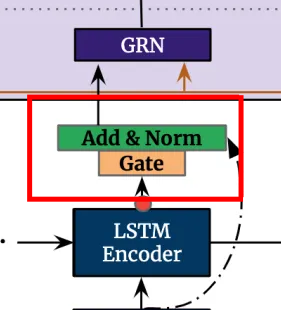 GRN
Add & Norm
Gate
LSTM
Encoder